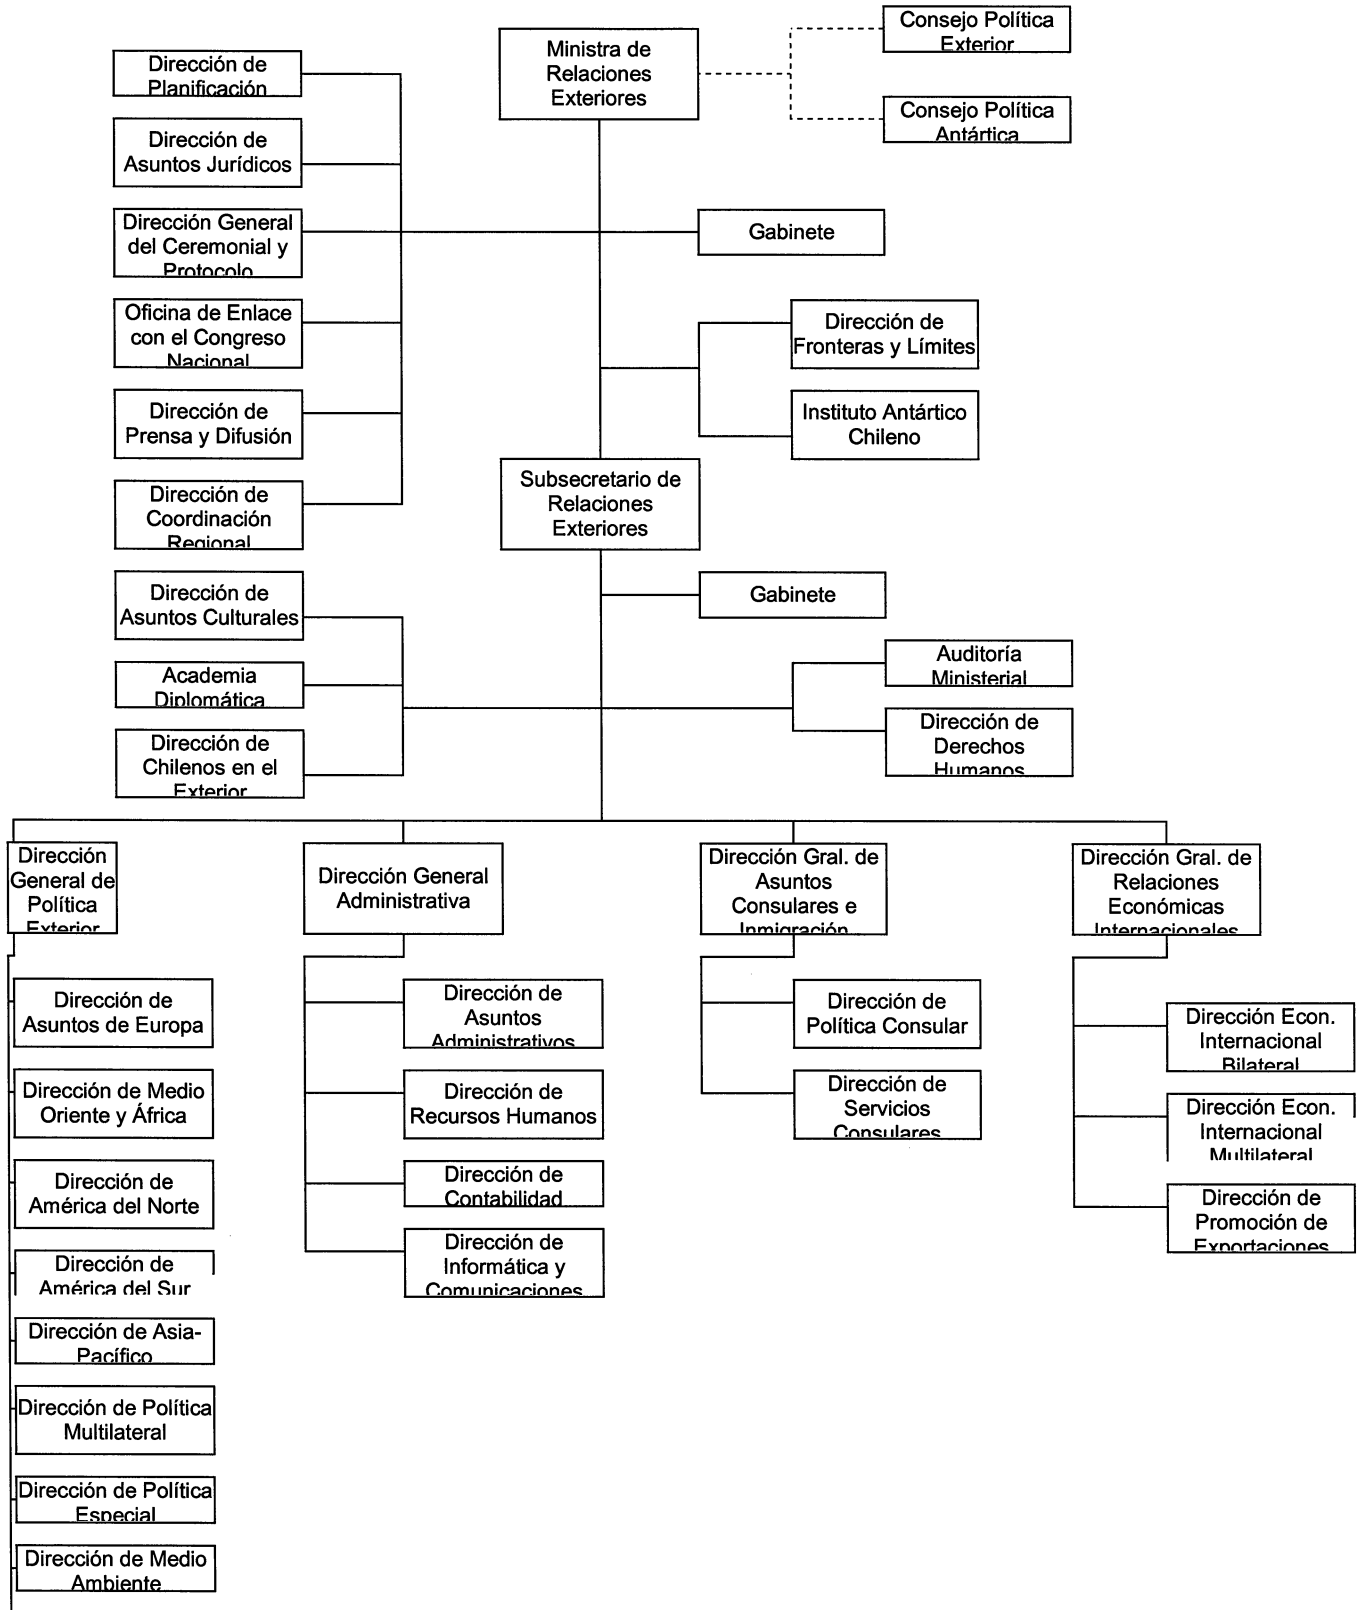 Consejo Política
Exterior
Ministra de
Relaciones
Exteriores
Consejo Política
Antártica
Dirección de
Planificación
Dirección de
Asuntos Jurídicos
Dirección General
del Ceremonial y
Protocolo
Gabinete
Oficina de Enlace
con el Congreso
Nacional
Dirección de
Fronteras y Límites
Dirección de
Prensa y Difusión
Instituto Antártico
Chileno
Subsecretario de
Relaciones
Exteriores
Dirección de
Coordinación
Regional
Dirección de
Asuntos Culturales
Gabinete
Academia
Diplomática
Auditoría
Ministerial
Dirección de
Chilenos en el
Exterior
Dirección de
Derechos
Humanos
Dirección
General de
Política
Exterior
Dirección General
Administrativa
Dirección Gral. de
Asuntos
Consulares e
Inmigración
Dirección Gral. de
Relaciones
Económicas
Internacionales
Dirección de
Asuntos de Europa
Dirección de Medio
Oriente y África
Dirección de
América del Norte
Dirección de
América del Sur
Dirección de Asia-
Pacífico
Dirección de Política
Multilateral
Dirección de Política
Especial
Dirección de Medio
Ambiente
Dirección de
Asuntos
Administrativos
Dirección de
Recursos Humanos
Dirección de
Contabilidad
Dirección de
Informática y
Comunicaciones
Dirección de
Política Consular
Dirección de
Servicios
Consulares
Dirección Econ.
Internacional
Bilateral
Dirección Econ.
Internacional
Multilateral
Dirección de
Promoción de
Exportaciones